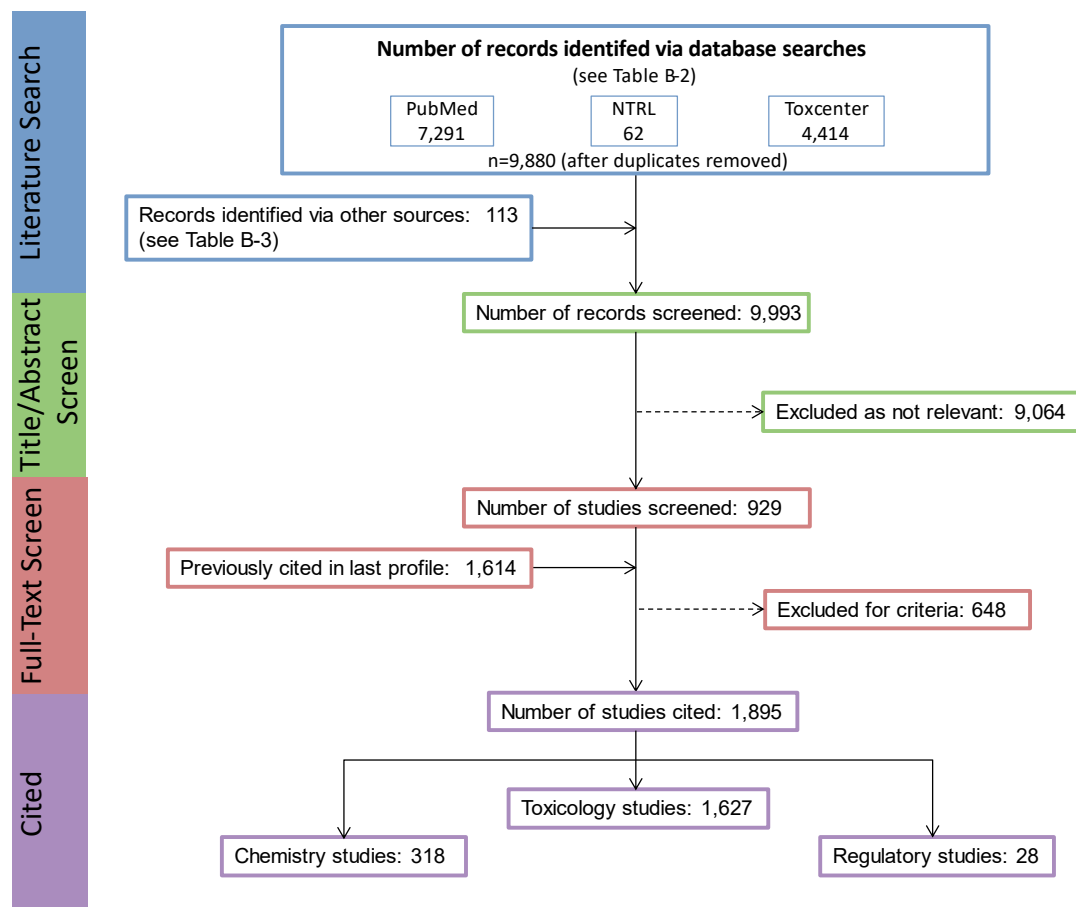 Literature Search
Number of records identifed via database searches
(see Table B-2)
PubMed
7,291
NTRL
62
Toxcenter
4,414
n=9,880 (after duplicates removed)
Records identified via other sources: 113
(see Table B-3)
Title/Abstract
Screen
Number of records screened: 9,993
Excluded as not relevant: 9,064
Full-Text Screen
Number of studies screened: 929
Previously cited in last profile: 1,614
Excluded for criteria: 648
Cited
Number of studies cited: 1,895
Toxicology studies: 1,627
Chemistry studies: 318
Regulatory studies: 28